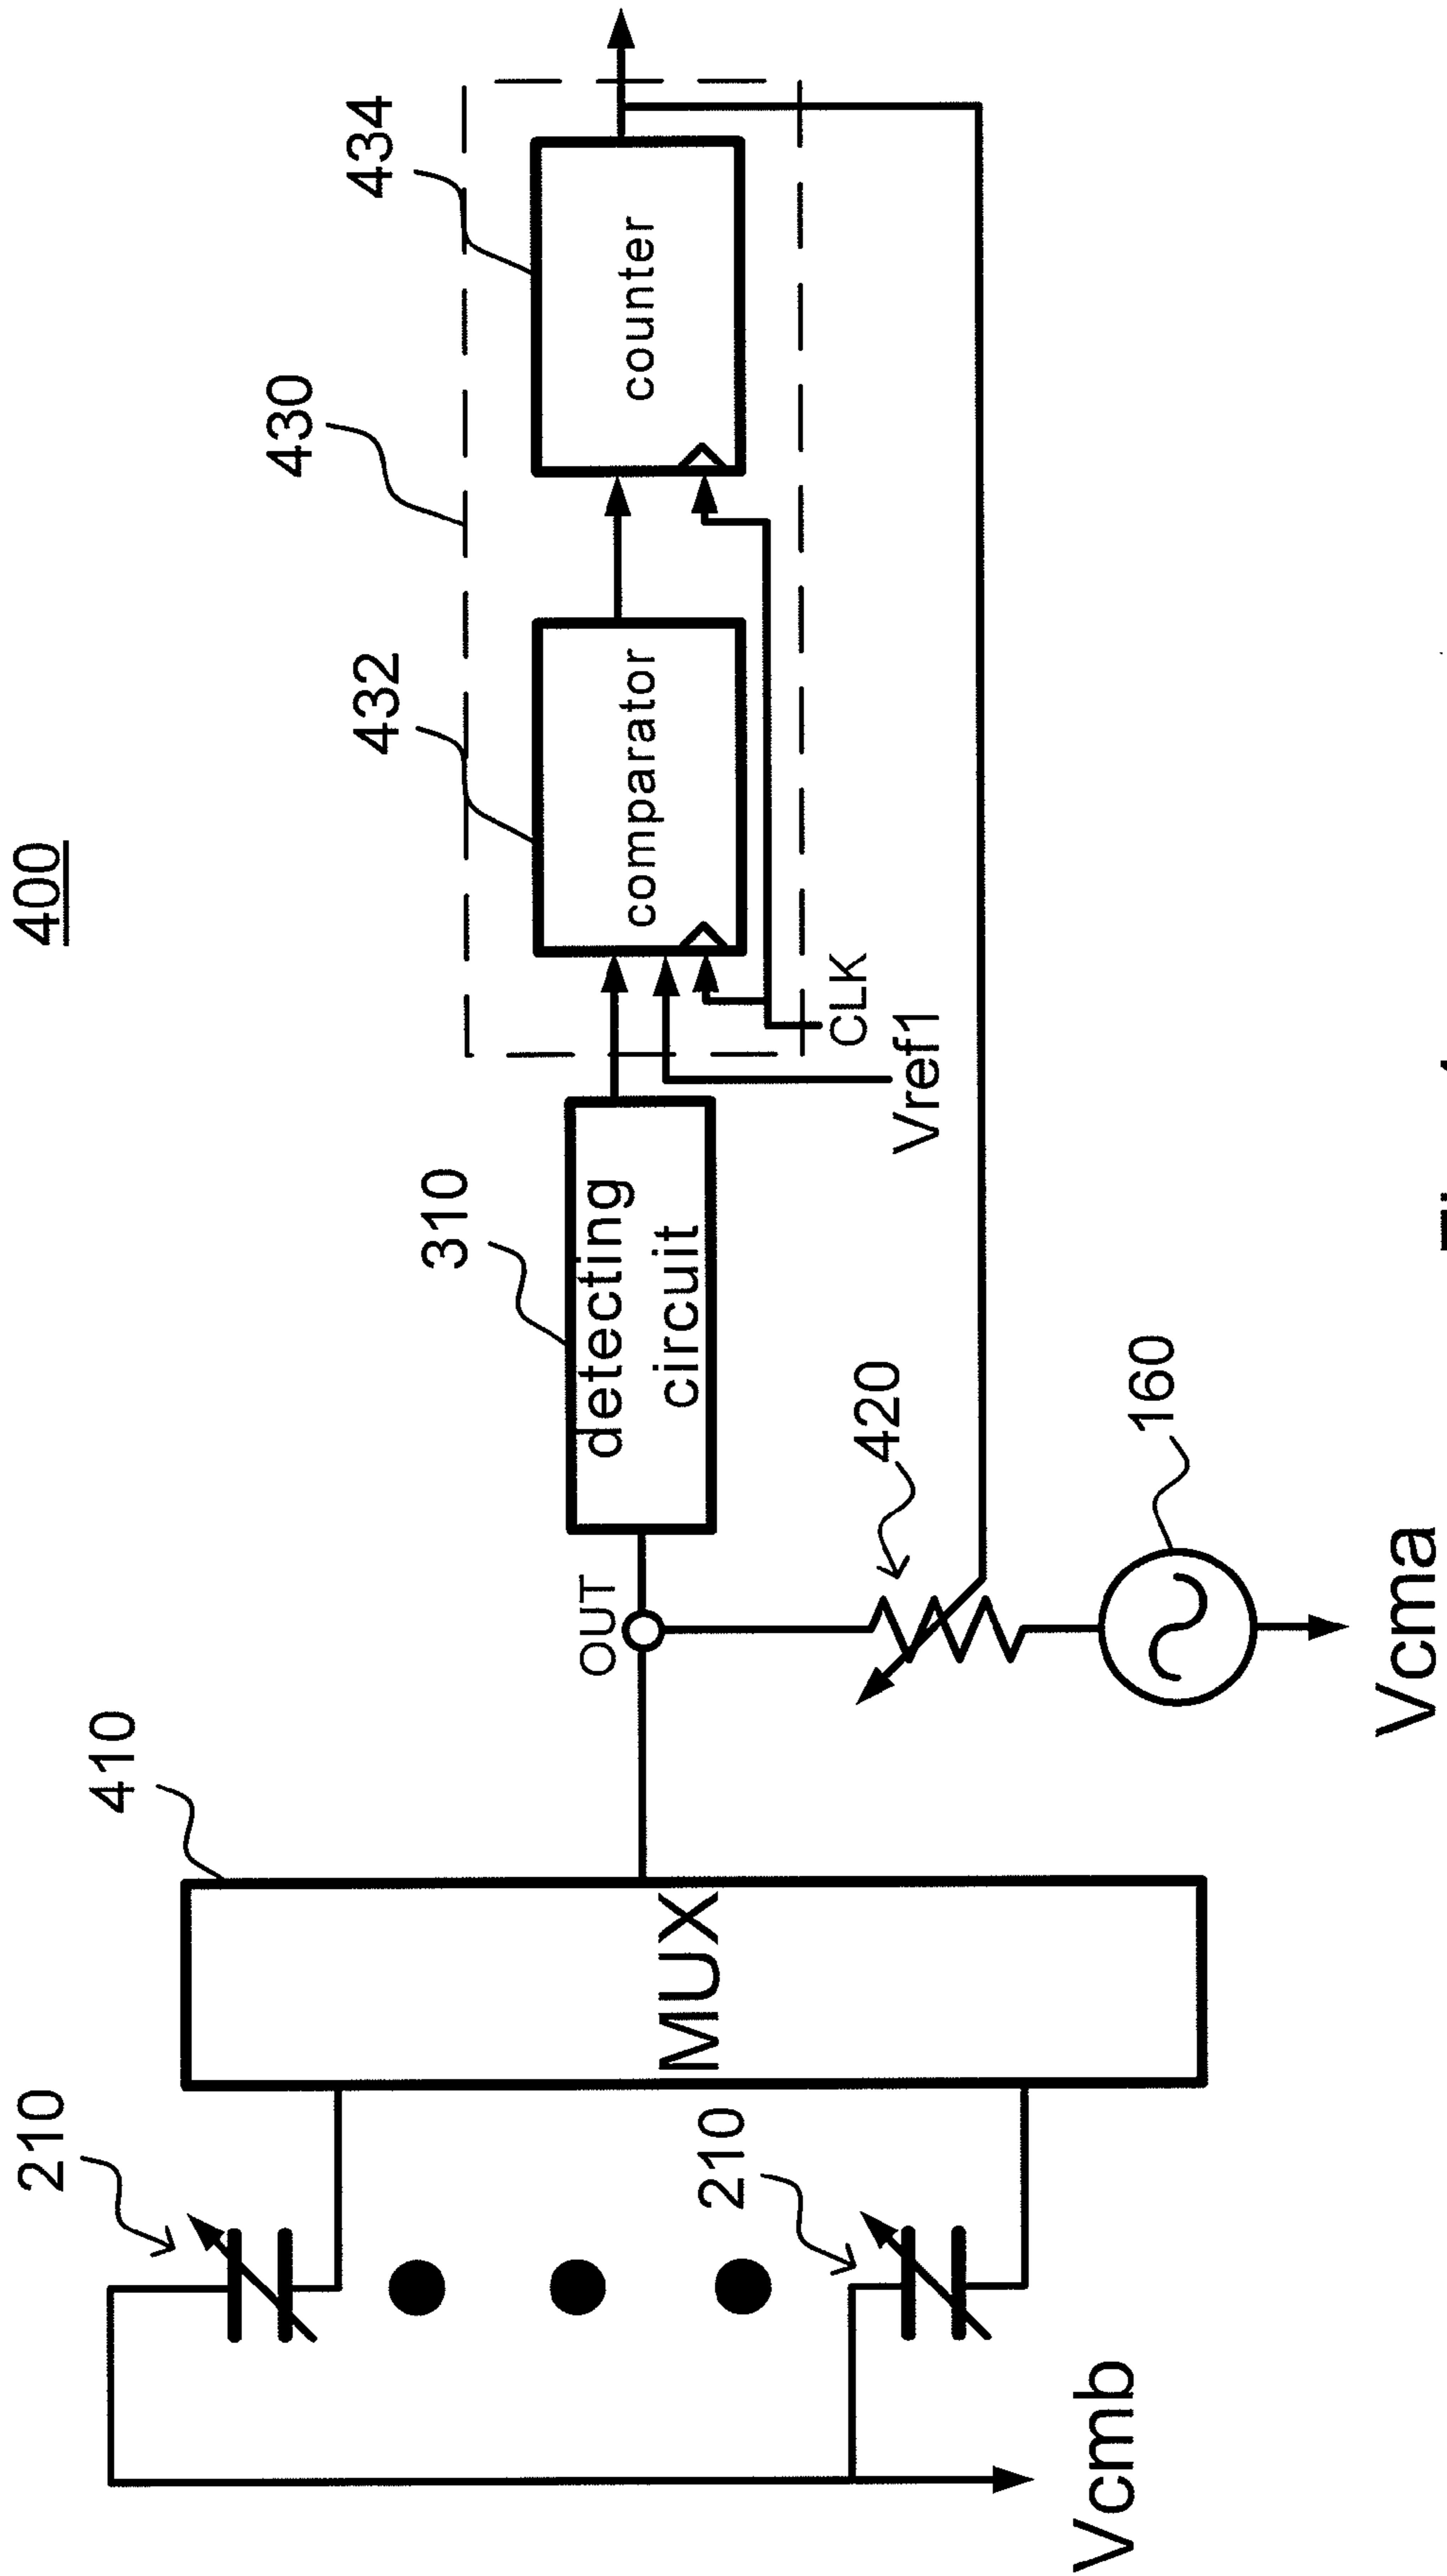 400
430
432
434
410
310
210
MUX
OUT
detecting
circuit
comparator
counter
210
420
CLK
Vref1
160
Vcmb
Vcma